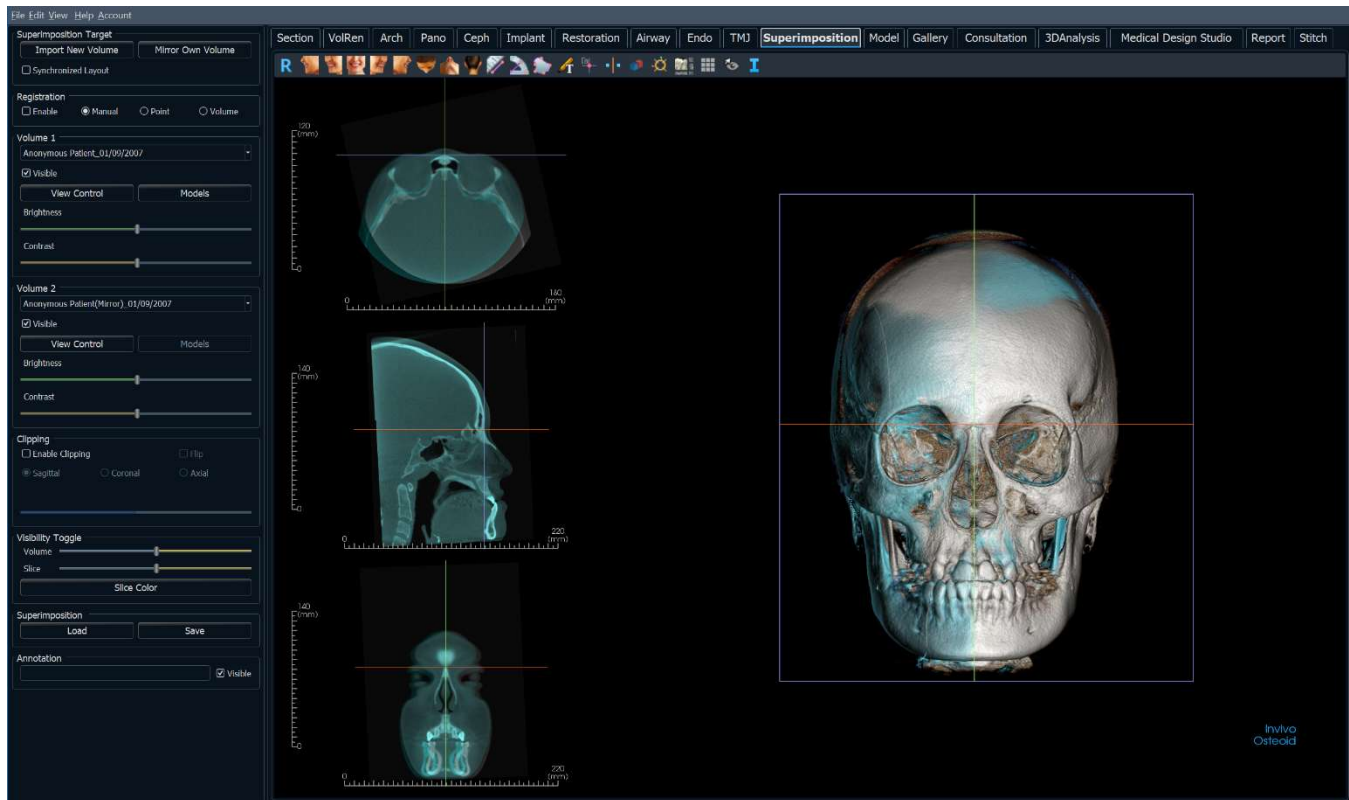 File Edit View Help Account
Superimposition Target
Import New Volume Mirror Own Volume
Synchronized Layout
Registration
Enable Manual Point Volume
Volume 1
Anonymous Patient_01/09/2007
Visible
View Control Models
Brightness
Contrast
Volume 2
Anonymous Patient(Mirror)_01/09/2007
Visible
View Control Models
Brightness
Contrast
Clipping
Enable Clipping Flip
Sagittal Coronal Axial
Visibility Toggle
Volume
Slice
Slice Color
Superimposition
Load Save
Annotation
Visible
Section VolRen Arch Pano Ceph Implant Restoration Airway Endo TMJ Superimposition Model Gallery Consultation 3DAnalysis Medical Design Studio Report Stitch
R I
120
(mm)
0
0
160
(mm)
140
(mm)
0
0
220
(mm)
140
(mm)
0
0
220
(mm)
Invivo
Osteoid